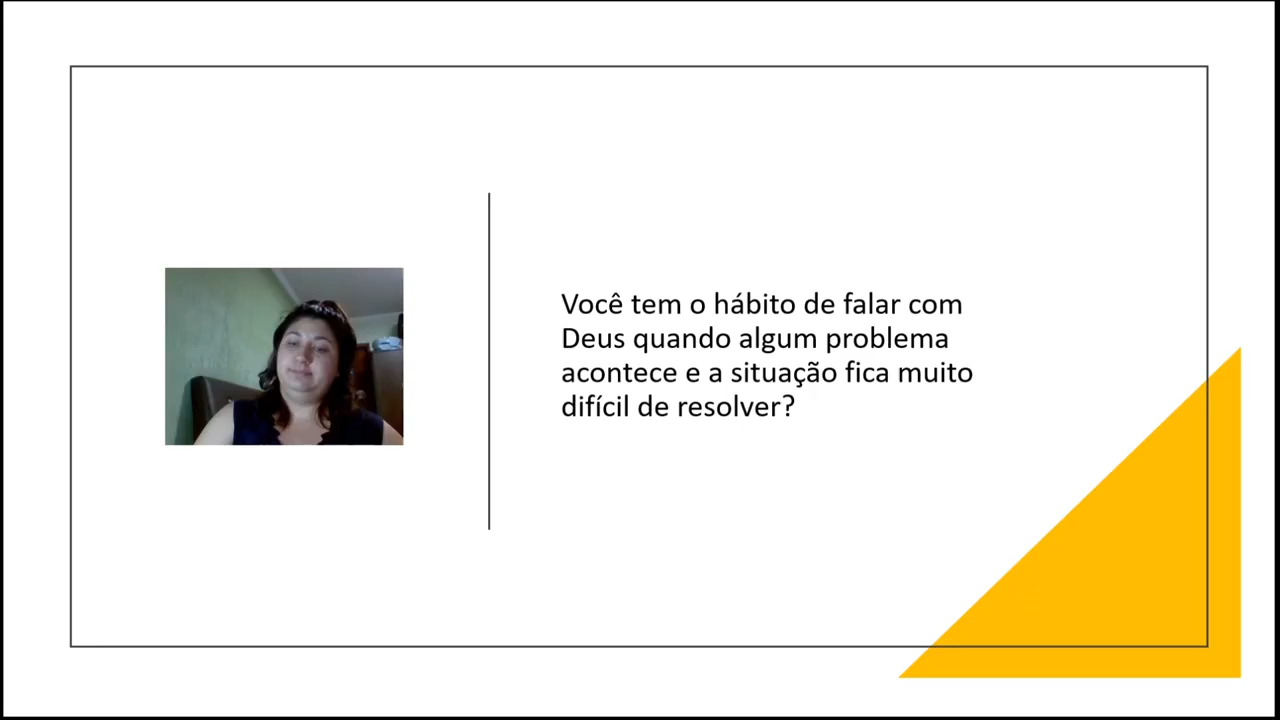 Você tem o hábito de falar com
Deus quando algum problema
acontece e a situação fica muito
difícil de resolver?